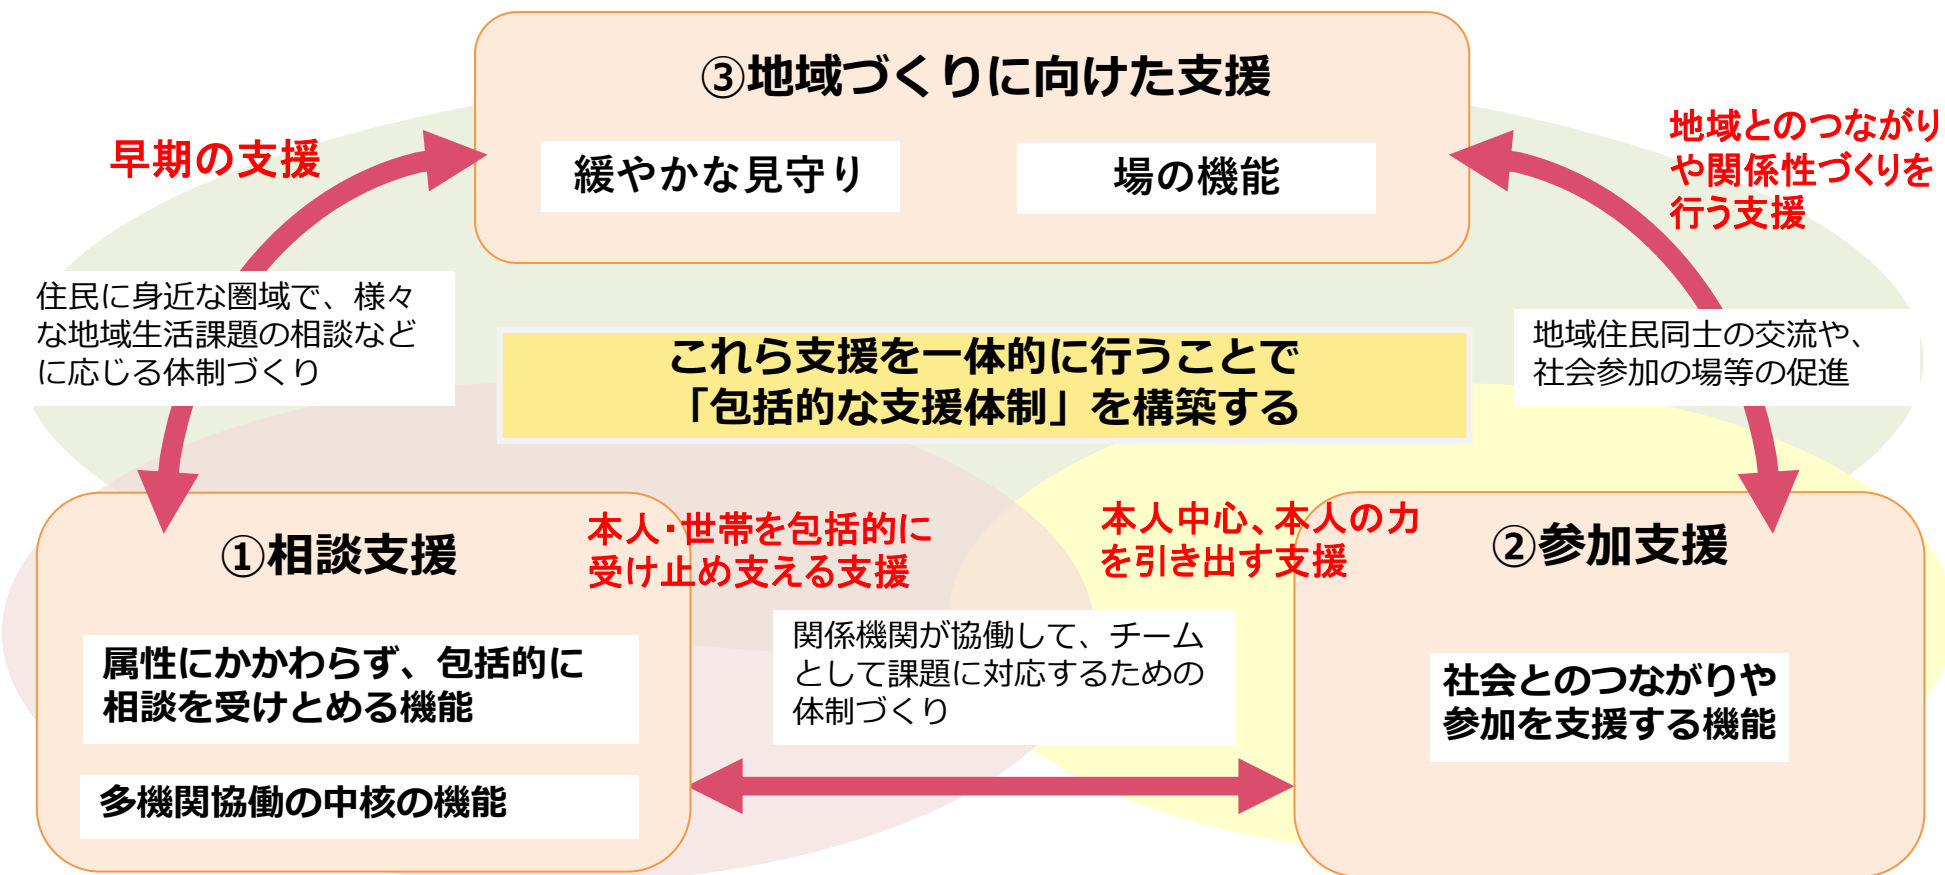 ③地域づくりに向けた支援
緩やかな見守り
場の機能
早期の支援
地域とのつながり
や関係性づくりを
行う支援
住民に身近な圏域で、様々
な地域生活課題の相談など
に応じる体制づくり
これら支援を一体的に行うことで
「包括的な支援体制」を構築する
地域住民同士の交流や、
社会参加の場等の促進
①相談支援
本人・世帯を包括的に
受け止め支える支援
本人中心、本人の力
を引き出す支援
②参加支援
属性にかかわらず、包括的に
相談を受けとめる機能
多機関協働の中核の機能
関係機関が協働して、チーム
として課題に対応するための
体制づくり
社会とのつながりや
参加を支援する機能